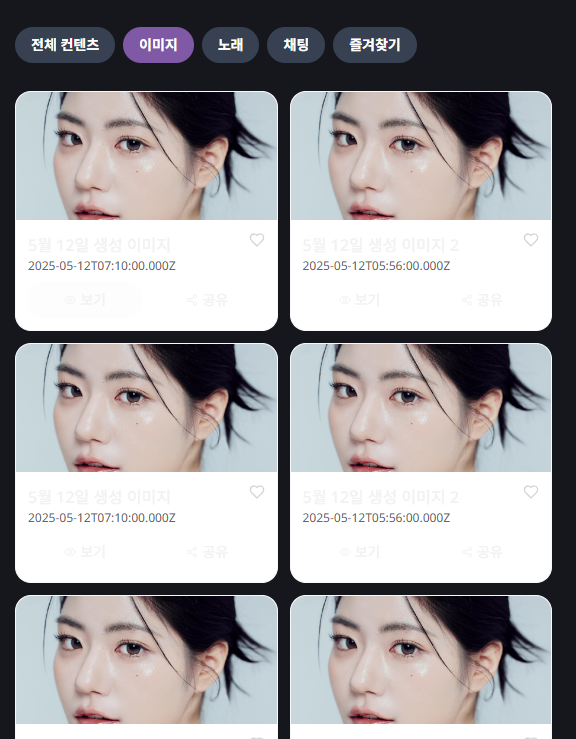 전체 컨텐츠 이미지 노래 채팅 즐겨찾기
5월 12일 생성 이미지
2025-05-12T07:10:00.000Z
보기 공유
5월 12일 생성 이미지 2
2025-05-12T05:56:00.000Z
보기 공유
5월 12일 생성 이미지
2025-05-12T07:10:00.000Z
보기 공유
5월 12일 생성 이미지 2
2025-05-12T05:56:00.000Z
보기 공유